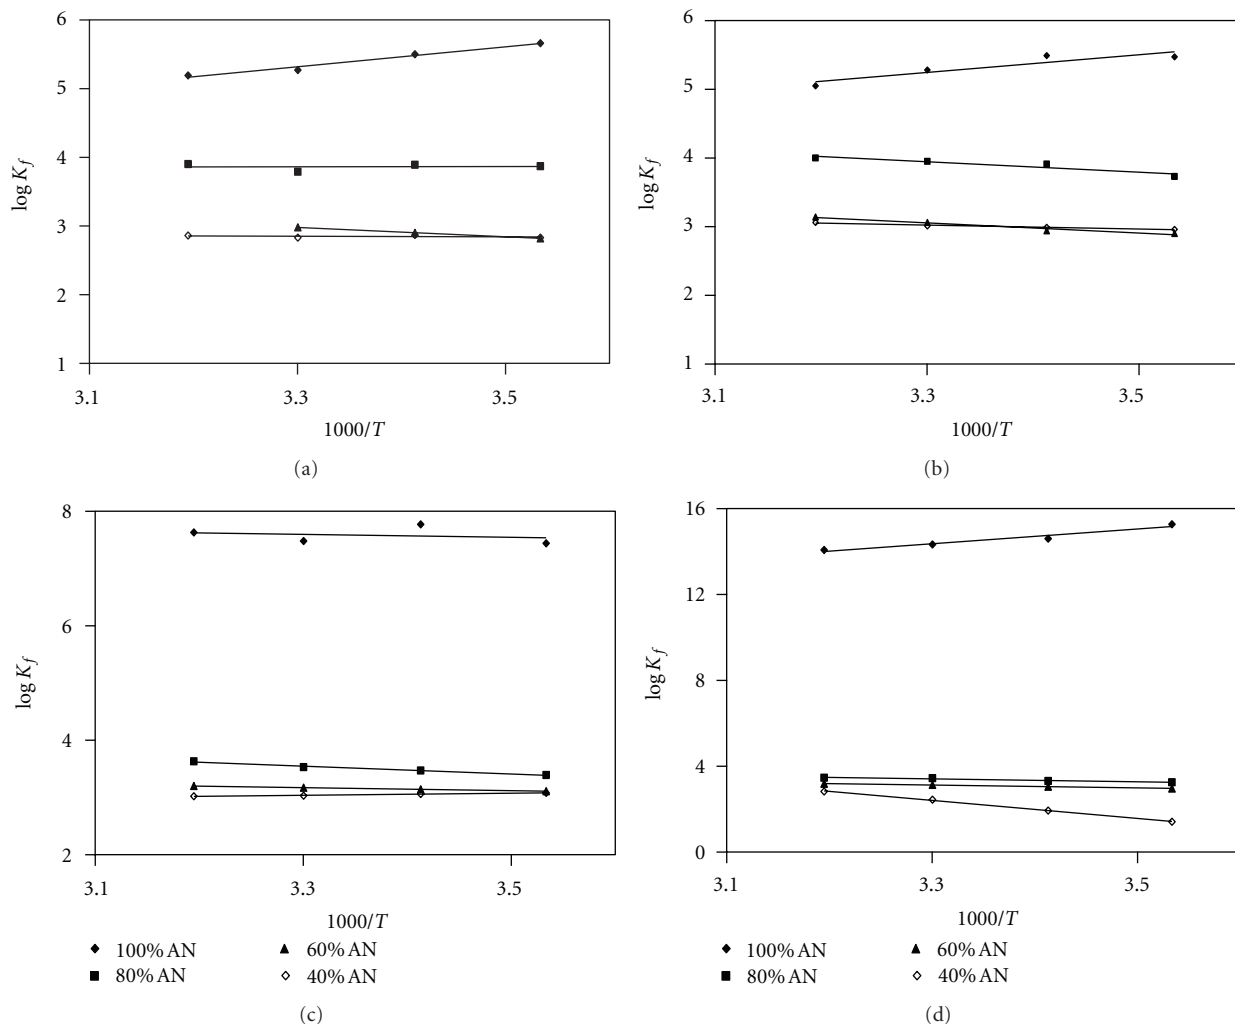 6
5
4
3
2
1
log K_f
3.1 3.3 3.5
1000/T
(a)
6
5
4
3
2
1
log K_f
3.1 3.3 3.5
1000/T
(b)
8
6
4
2
log K_f
3.1 3.3 3.5
1000/T
100% AN 60% AN
80% AN 40% AN
(c)
16
12
8
4
0
log K_f
3.1 3.3 3.5
1000/T
100% AN 60% AN
80% AN 40% AN
(d)